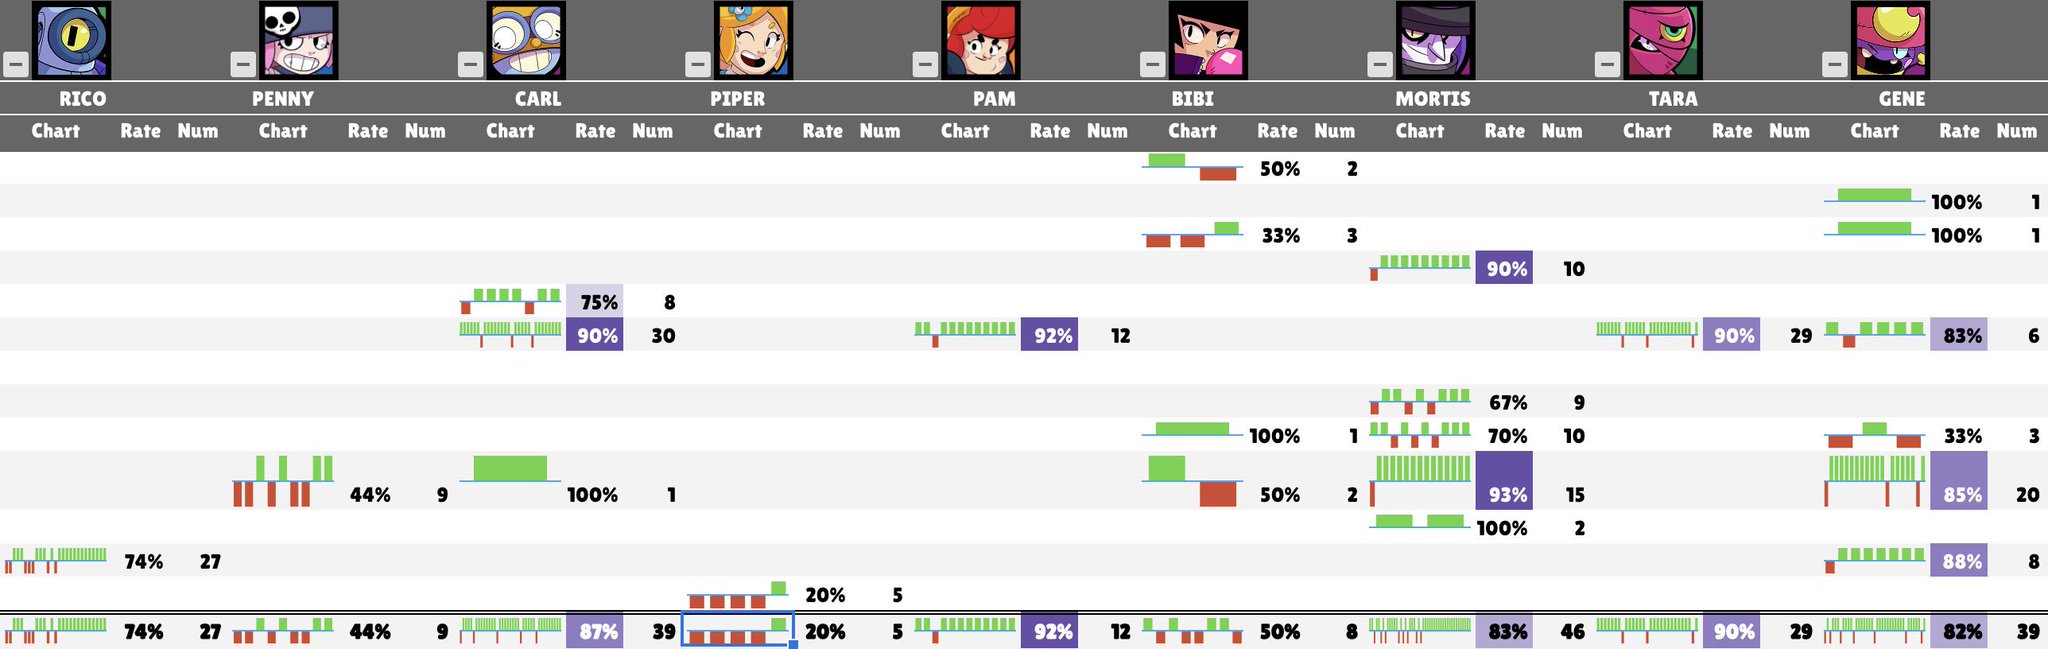 RICO PENNY CARL PIPER PAM BIBI MORTIS TARA GENE
Chart Rate Num Chart Rate Num Chart Rate Num Chart Rate Num Chart Rate Num Chart Rate Num Chart Rate Num Chart Rate Num Chart Rate Num
50% 2
100% 1
33% 3 100% 1
90% 10
75% 8
90% 30 92% 12 90% 29 83% 6
67% 9
100% 1 70% 10 33% 3
44% 9 100% 1 50% 2 93% 15 85% 20
100% 2
74% 27 88% 8
20% 5
74% 27 44% 9 87% 39 20% 5 92% 12 50% 8 83% 46 90% 29 82% 39